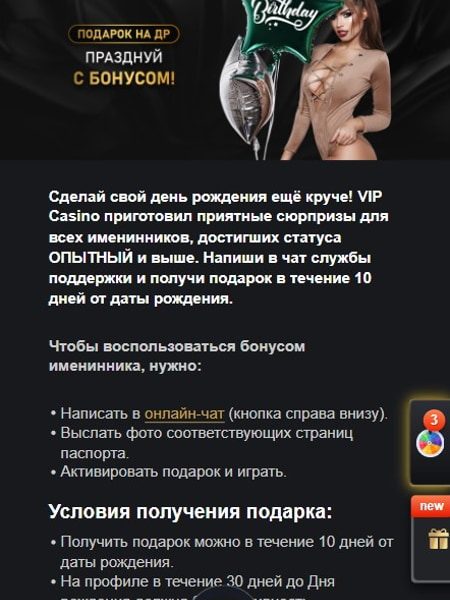 Birthday
ПОДАРОК НА ДР
ПРАЗДНУЙ
С БОНУСОМ!
Сделай свой день рождения ещё круче! VIP
Casino приготовил приятные сюрпризы для
всех именинников, достигших статуса
ОПЫТНЫЙ и выше. Напиши в чат службы
поддержки и получи подарок в течение 10
дней от даты рождения.
Чтобы воспользоваться бонусом
именинника, нужно:
• Написать в онлайн-чат (кнопка справа внизу).
• Выслать фото соответствующих страниц
паспорта.
• Активировать подарок и играть.
3
new
Условия получения подарка:
• Получить подарок можно в течение 10 дней от
даты рождения.
• На профиле в течение 30 дней до Дня